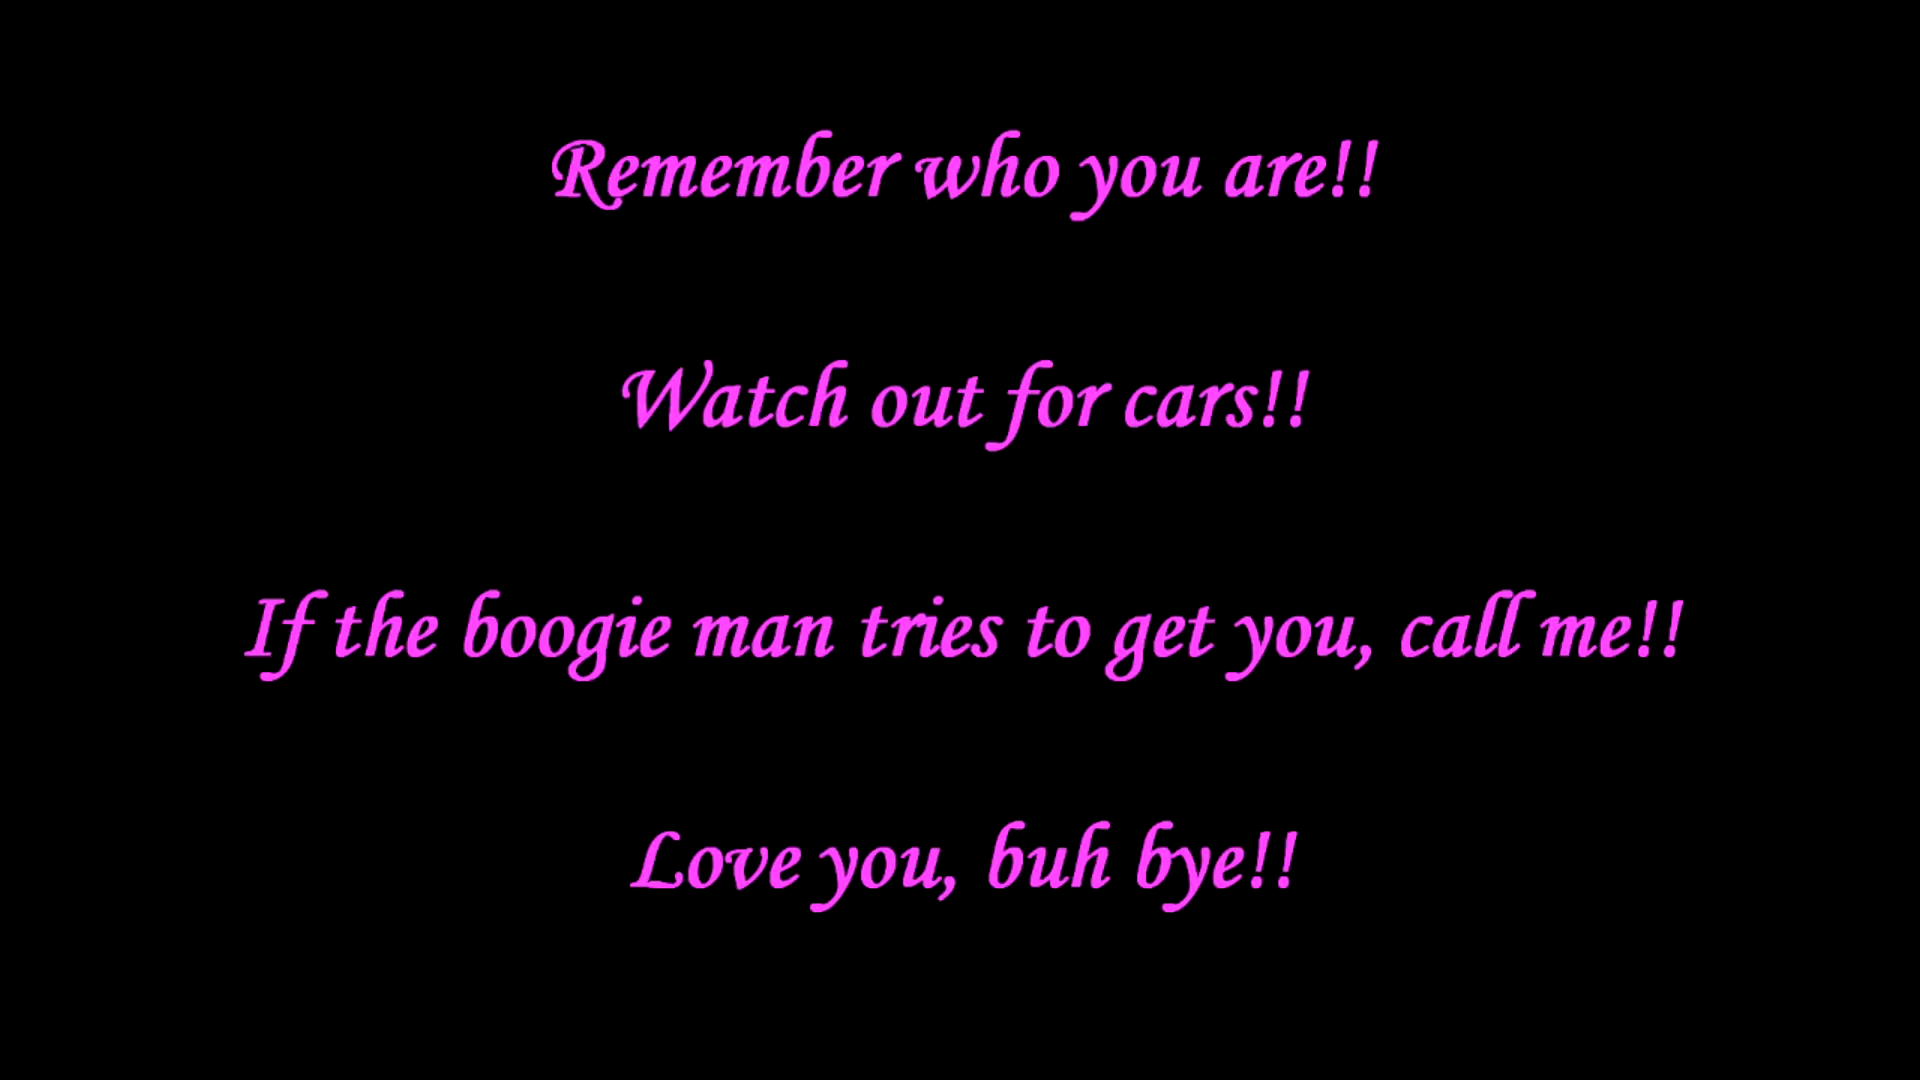 Remember who you are!!
Watch out for cars!!
If the boogie man tries to get you, call me!!
Love you, buh bye!!